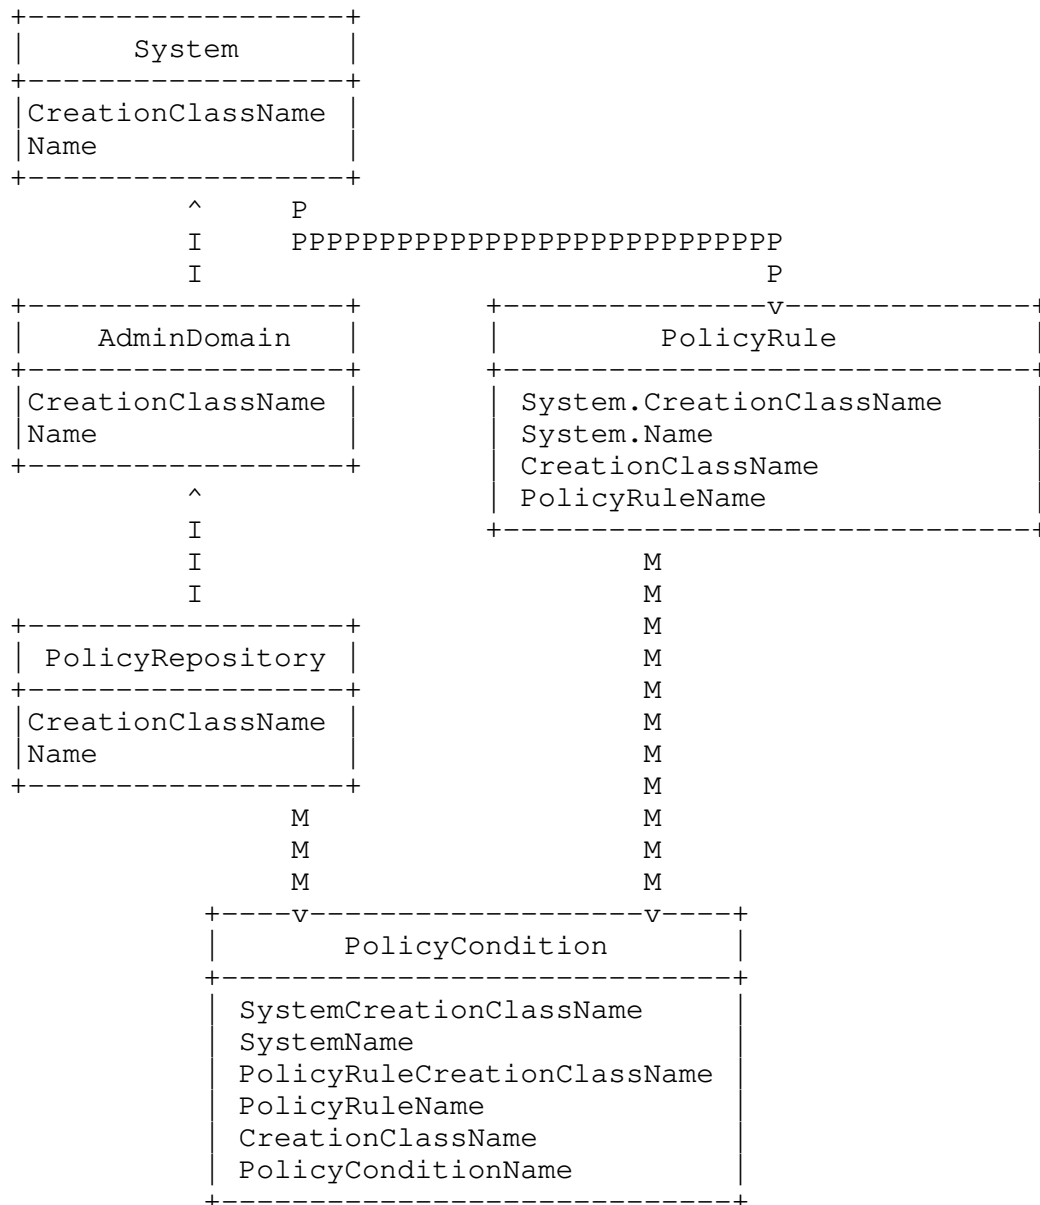 +------------------+
|      System      |
+------------------+
|CreationClassName |
|Name              |
+------------------+
          ^     P
          I     PPPPPPPPPPPPPPPPPPPPPPPPPPPP
          I                                P
+------------------+       +---------------v--------------+
|    AdminDomain   |       |         PolicyRule           |
+------------------+       +------------------------------+
|CreationClassName |       | System.CreationClassName     |
|Name              |       | System.Name                  |
+------------------+       | CreationClassName            |
          ^                | PolicyRuleName               |
          I                +------------------------------+
          I                         M
          I                         M
+------------------+                M
| PolicyRepository |                M
+------------------+                M
|CreationClassName |                M
|Name              |                M
+------------------+                M
                M                   M
                M                   M
                M                   M
           +----v-------------------v----+
           |       PolicyCondition       |
           +-----------------------------+
           | SystemCreationClassName     |
           | SystemName                  |
           | PolicyRuleCreationClassName |
           | PolicyRuleName              |
           | CreationClassName           |
           | PolicyConditionName         |
           +-----------------------------+